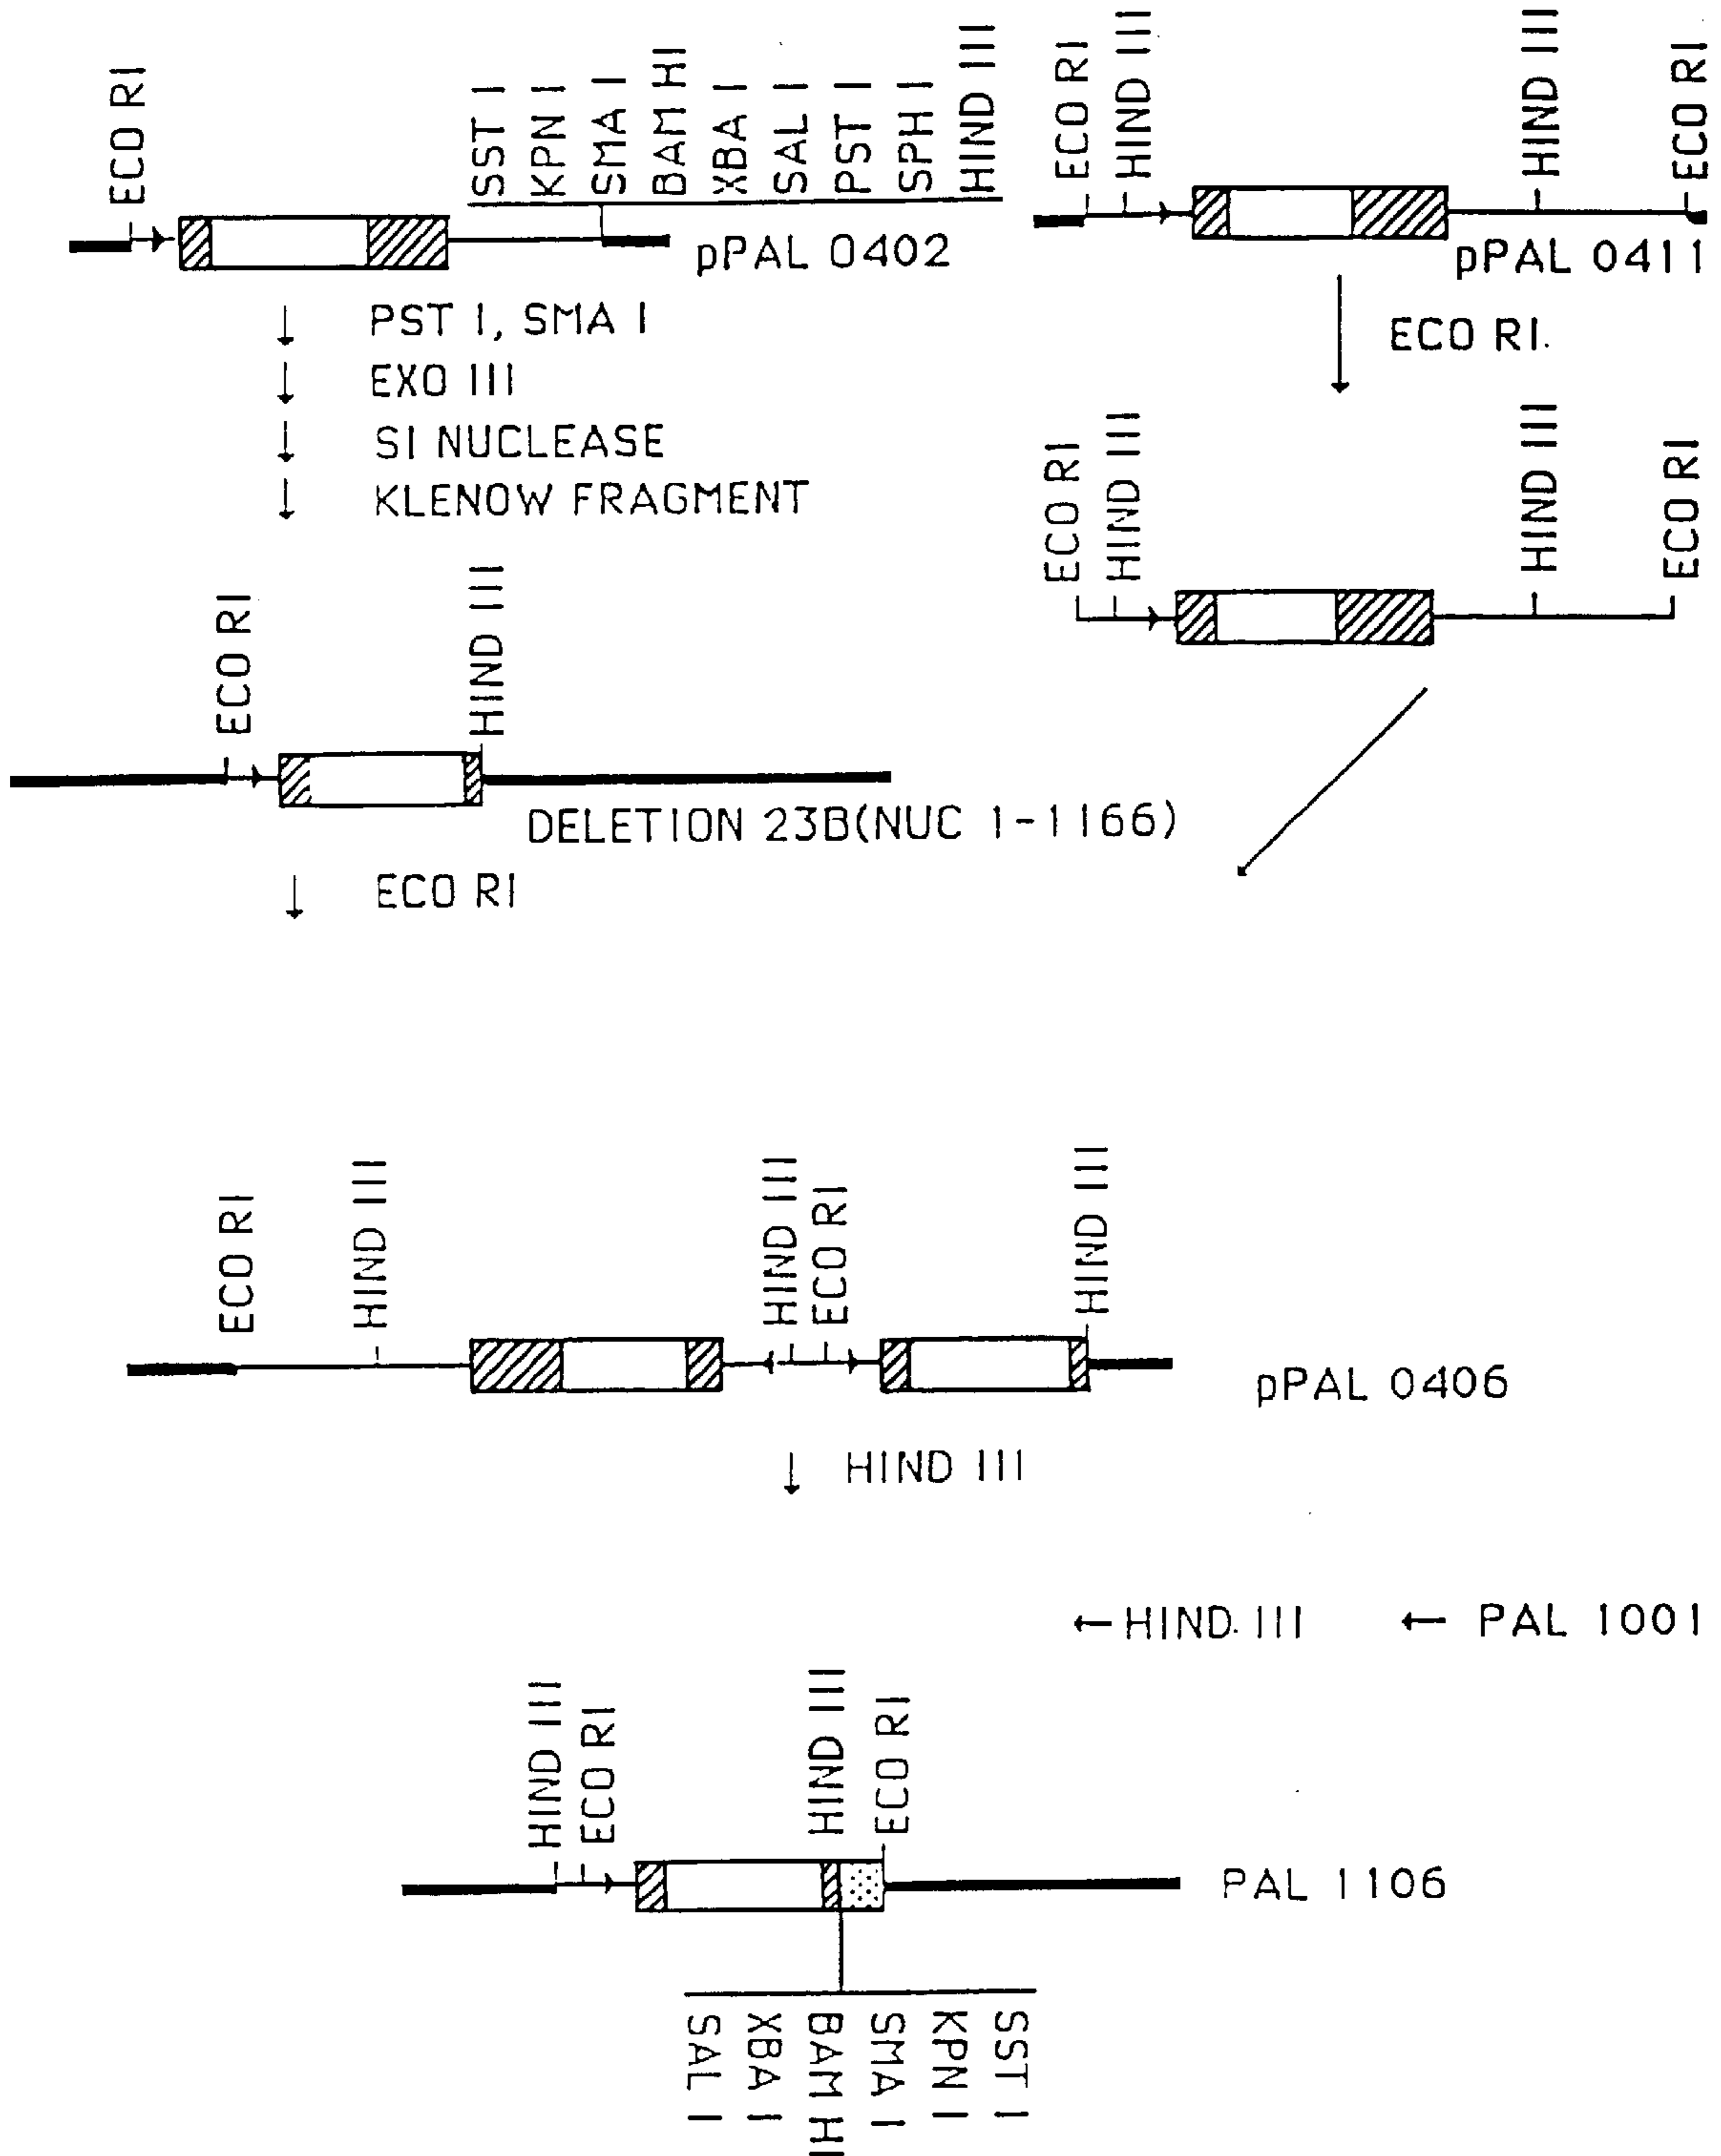 ECO RI
SST I
KPN I
SMA I
BAM HI
XBA I
SAL I
PST I
SPH I
HIND III
pPAL 0402
ECO RI
HIND III
HIND III
ECO RI
pPAL 0411
PST I, SMA I
EXO III
SI NUCLEASE
KLENOW FRAGMENT
ECO RI.
ECO RI
HIND III
HIND III
ECO RI
ECO RI
HIND III
DELETION 23B(NUC 1-1166)
ECO RI
ECO RI
HIND III
HIND III
ECO RI
HIND III
pPAL 0406
HIND III
HIND. III
PAL 1001
HIND III
ECO RI
HIND III
ECO RI
PAL 1106
SAL I
XBA I
BAM HI
SMA I
KPN I
SST I